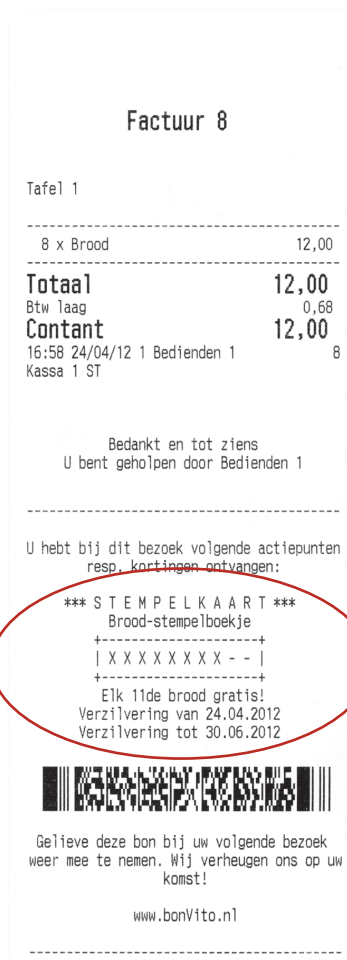 Factuur 8
Tafel 1
8 x Brood 12,00
Totaal 12,00
Btw laag 0,68
Contant 12,00
16:58 24/04/12 1 Bedienden 1 8
Kassa 1 ST
Bedankt en tot ziens
U bent geholpen door Bedienden 1
U hebt bij dit bezoek volgende actiepunten
resp. kortingen ontvangen:
*** S T E M P E L K A A R T ***
Brood-stempelboekje
+--------------------+
| X X X X X X X X - - |
+--------------------+
Elk 11de brood gratis!
Verzilvering van 24.04.2012
Verzilvering tot 30.06.2012
Gelieve deze bon bij uw volgende bezoek
weer mee te nemen. Wij verheugen ons op uw
komst!
www.bonVito.nl